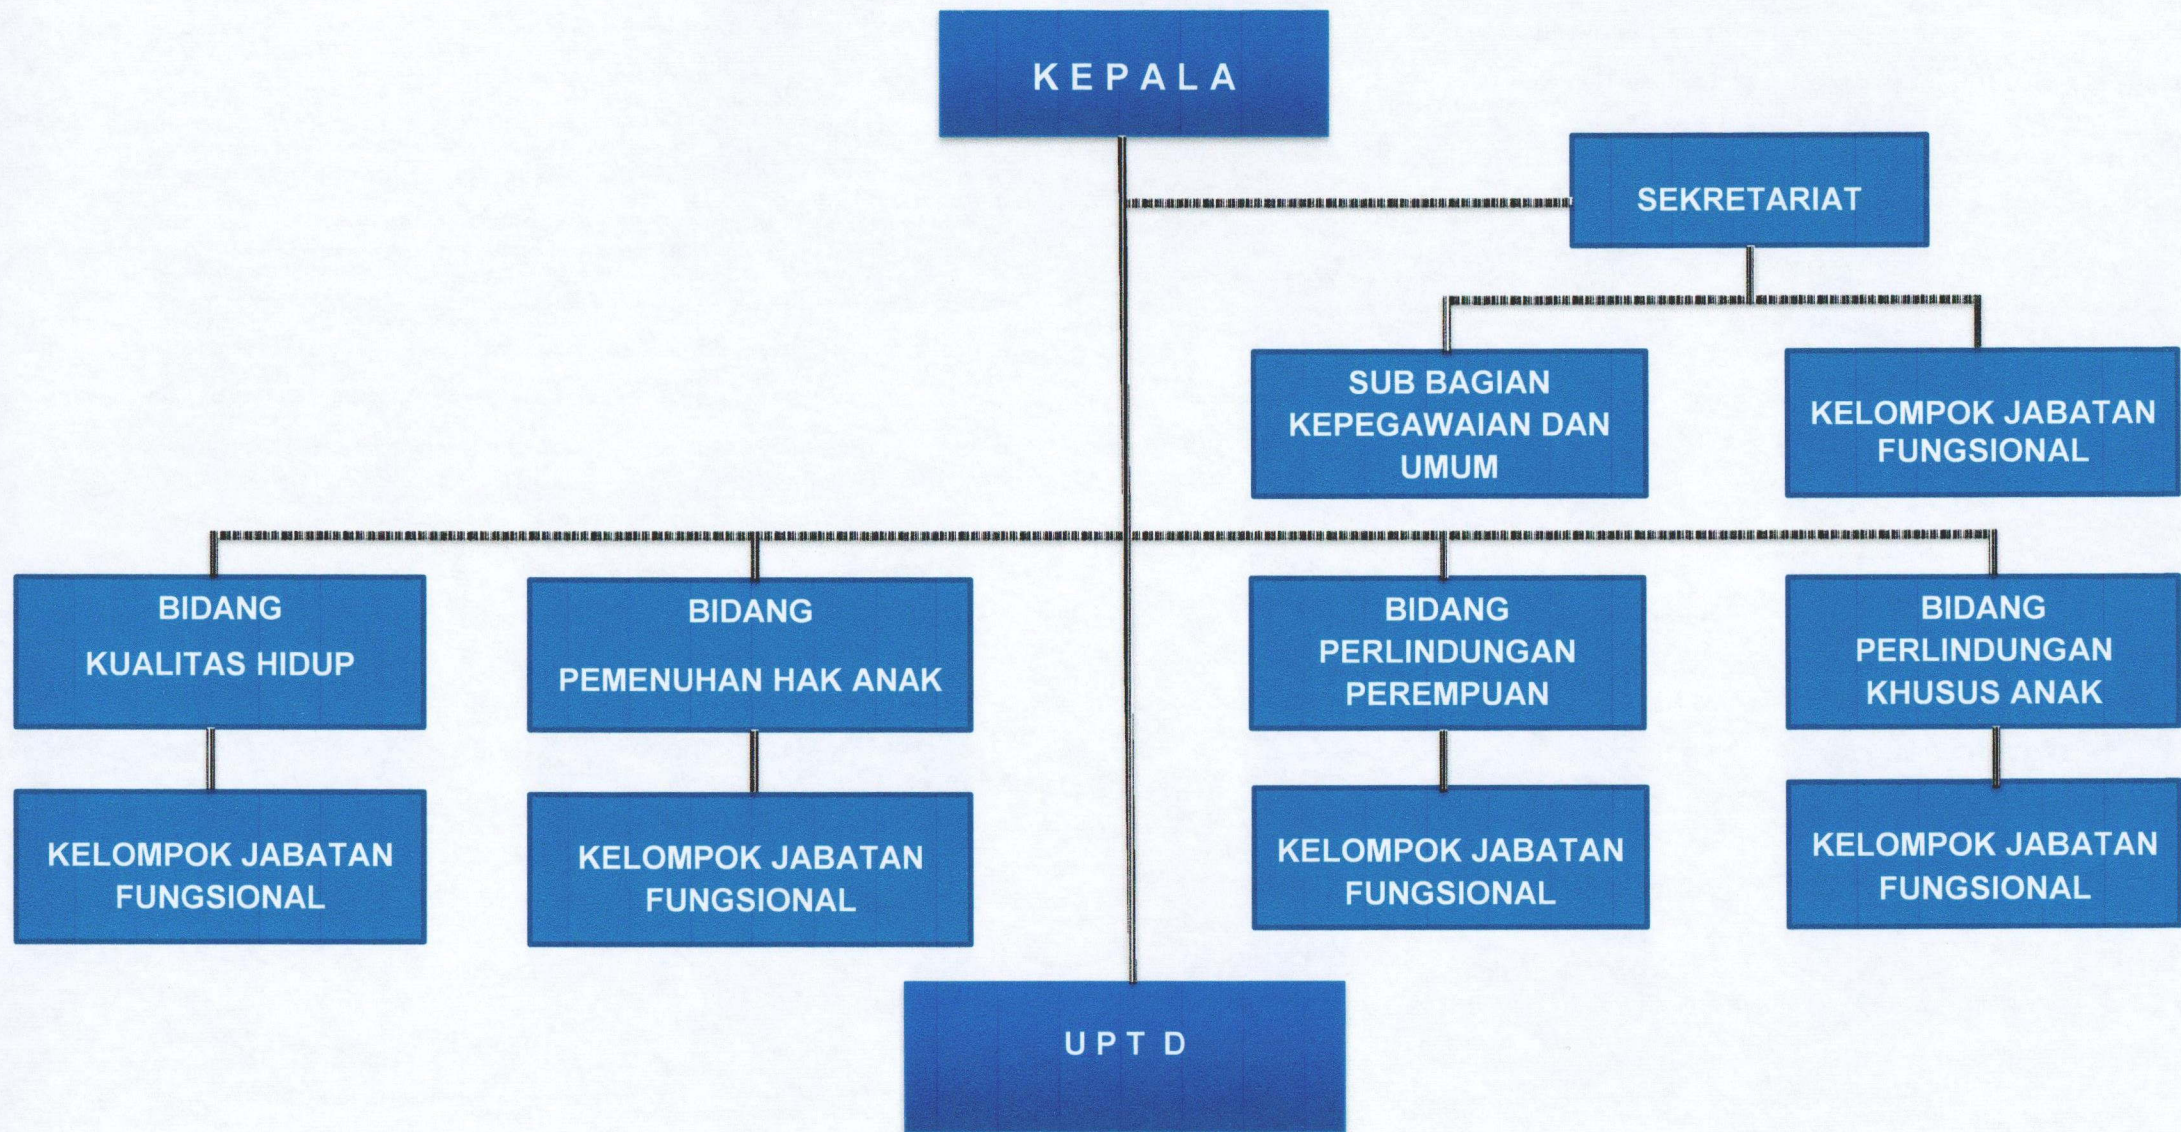 K E P A L A
SEKRETARIAT
SUB BAGIAN
KEPEGAWAIAN DAN
UMUM
KELOMPOK JABATAN
FUNGSIONAL
BIDANG
KUALITAS HIDUP
BIDANG
PEMENUHAN HAK ANAK
BIDANG
PERLINDUNGAN
PEREMPUAN
BIDANG
PERLINDUNGAN
KHUSUS ANAK
KELOMPOK JABATAN
FUNGSIONAL
KELOMPOK JABATAN
FUNGSIONAL
KELOMPOK JABATAN
FUNGSIONAL
KELOMPOK JABATAN
FUNGSIONAL
U P T D